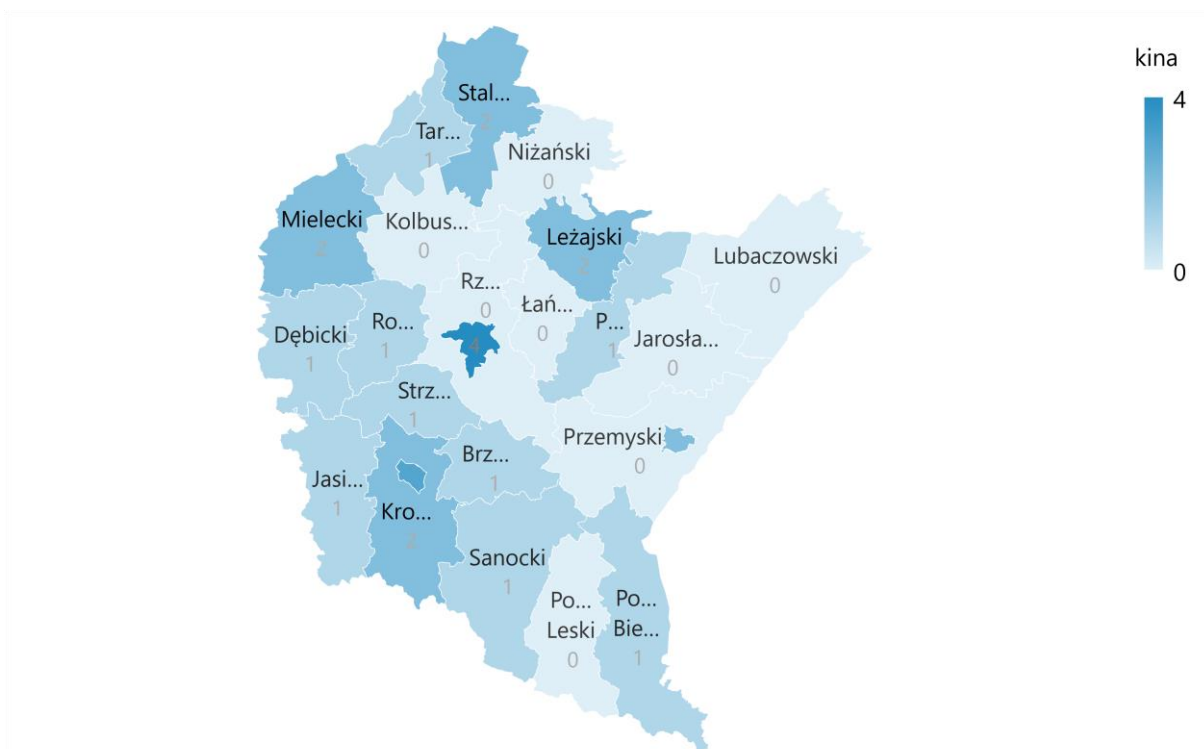 kina
4
0
Stal...
2
Tar...
1
Niżański
0
Mielecki
2
Kolbus...
0
Leżajski
2
Lubaczowski
0
Rz...
0
Łań...
0
Dębicki
1
Ro...
1
4
P...
1
Jarosła...
0
Strz...
1
Przemyski
0
Brz...
1
Jasi...
1
Kro...
2
Sanocki
1
Po...
Leski
0
Po...
Bie...
1